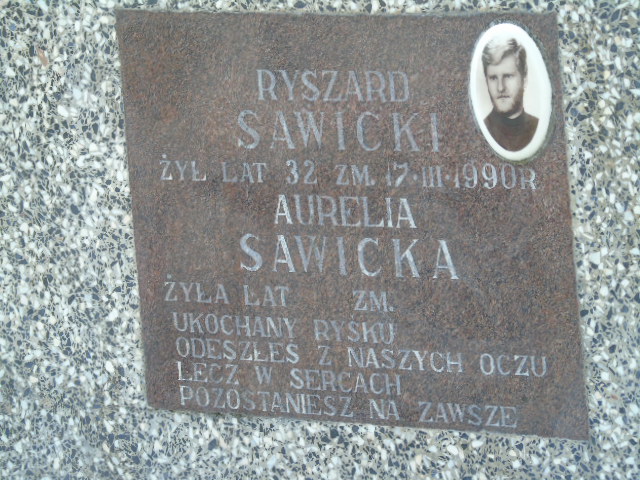 RYSZARD
SAWICKI
ŻYŁ LAT 32 ZM. 17·III·1990R
AURELIA
SAWICKA
ŻYŁA LAT ZM.
UKOCHANY RYSKU
ODESZŁEŚ Z NASZYCH OCZU
LECZ W SERCACH
POZOSTANIESZ NA ZAWSZE